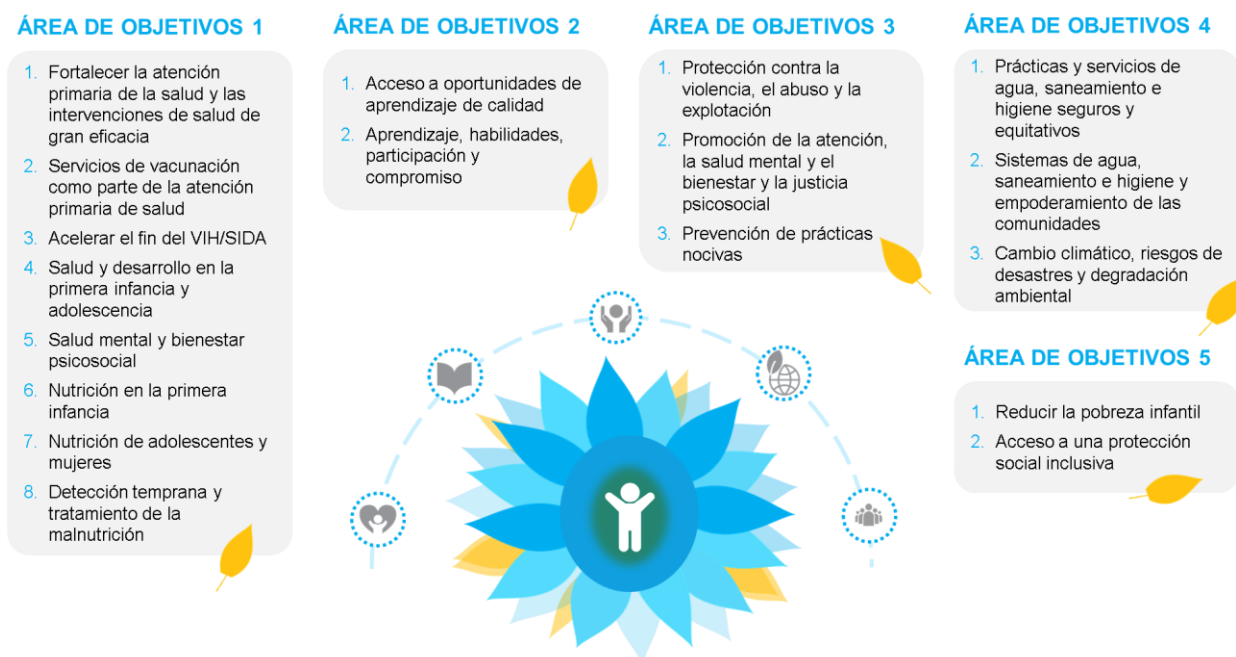 ÁREA DE OBJETIVOS 1
1. Fortalecer la atención
primaria de la salud y las
intervenciones de salud de
gran eficacia
2. Servicios de vacunación
como parte de la atención
primaria de salud
3. Acelerar el fin del VIH/SIDA
4. Salud y desarrollo en la
primera infancia y
adolescencia
5. Salud mental y bienestar
psicosocial
6. Nutrición en la primera
infancia
7. Nutrición de adolescentes y
mujeres
8. Detección temprana y
tratamiento de la
malnutrición
ÁREA DE OBJETIVOS 2
1. Acceso a oportunidades de
aprendizaje de calidad
2. Aprendizaje, habilidades,
participación y
compromiso
ÁREA DE OBJETIVOS 3
1. Protección contra la
violencia, el abuso y la
explotación
2. Promoción de la atención,
la salud mental y el
bienestar y la justicia
psicosocial
3. Prevención de prácticas
nocivas
ÁREA DE OBJETIVOS 4
1. Prácticas y servicios de
agua, saneamiento e
higiene seguros y
equitativos
2. Sistemas de agua,
saneamiento e higiene y
empoderamiento de las
comunidades
3. Cambio climático, riesgos de
desastres y degradación
ambiental
ÁREA DE OBJETIVOS 5
1. Reducir la pobreza infantil
2. Acceso a una protección
social inclusiva